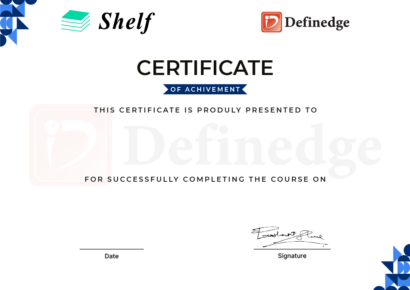 Shelf
Definedge
CERTIFICATE
OF ACHIVEMENT
THIS CERTIFICATE IS PRODULY PRESENTED TO
Definedge
FOR SUCCESSFULLY COMPLETING THE COURSE ON
Date
Signature